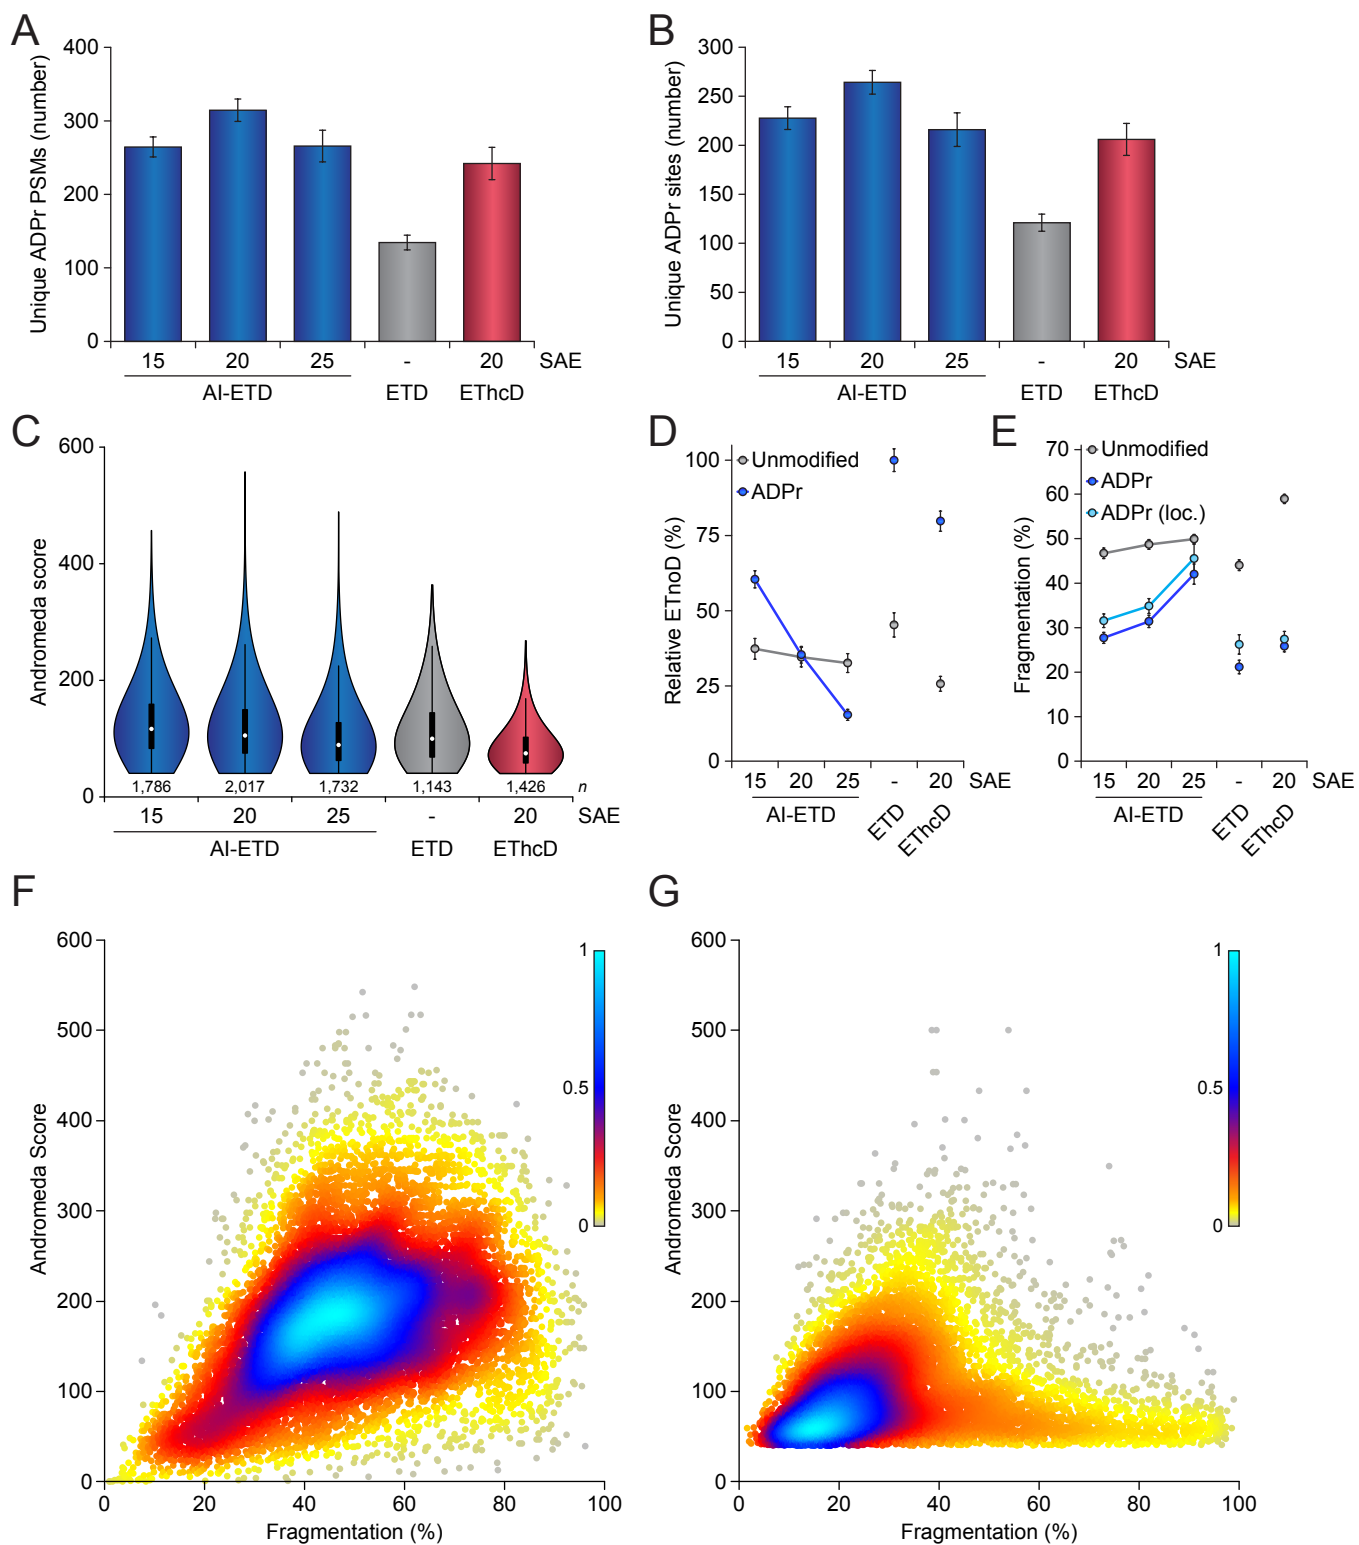 A
Unique ADPr PSMs (number)
400
300
200
100
0
15 20 25 - 20 SAE
AI-ETD ETD EThcD
B
Unique ADPr sites (number)
300
250
200
150
100
50
0
15 20 25 - 20 SAE
AI-ETD ETD EThcD
C
Andromeda score
600
400
200
0
1,786 2,017 1,732 1,143 1,426 n
15 20 25 - 20 SAE
AI-ETD ETD EThcD
D
Relative ETnoD (%)
Unmodified
ADPr
100
75
50
25
0
15 20 25 - 20 SAE
AI-ETD ETD EThcD
E
Fragmentation (%)
Unmodified
ADPr
ADPr (loc.)
70
60
50
40
30
20
10
0
15 20 25 - 20 SAE
AI-ETD ETD EThcD
F
Andromeda Score
600
500
400
300
200
100
0
1
0.5
0
0 20 40 60 80 100
Fragmentation (%)
G
Andromeda Score
600
500
400
300
200
100
0
1
0.5
0
0 20 40 60 80 100
Fragmentation (%)